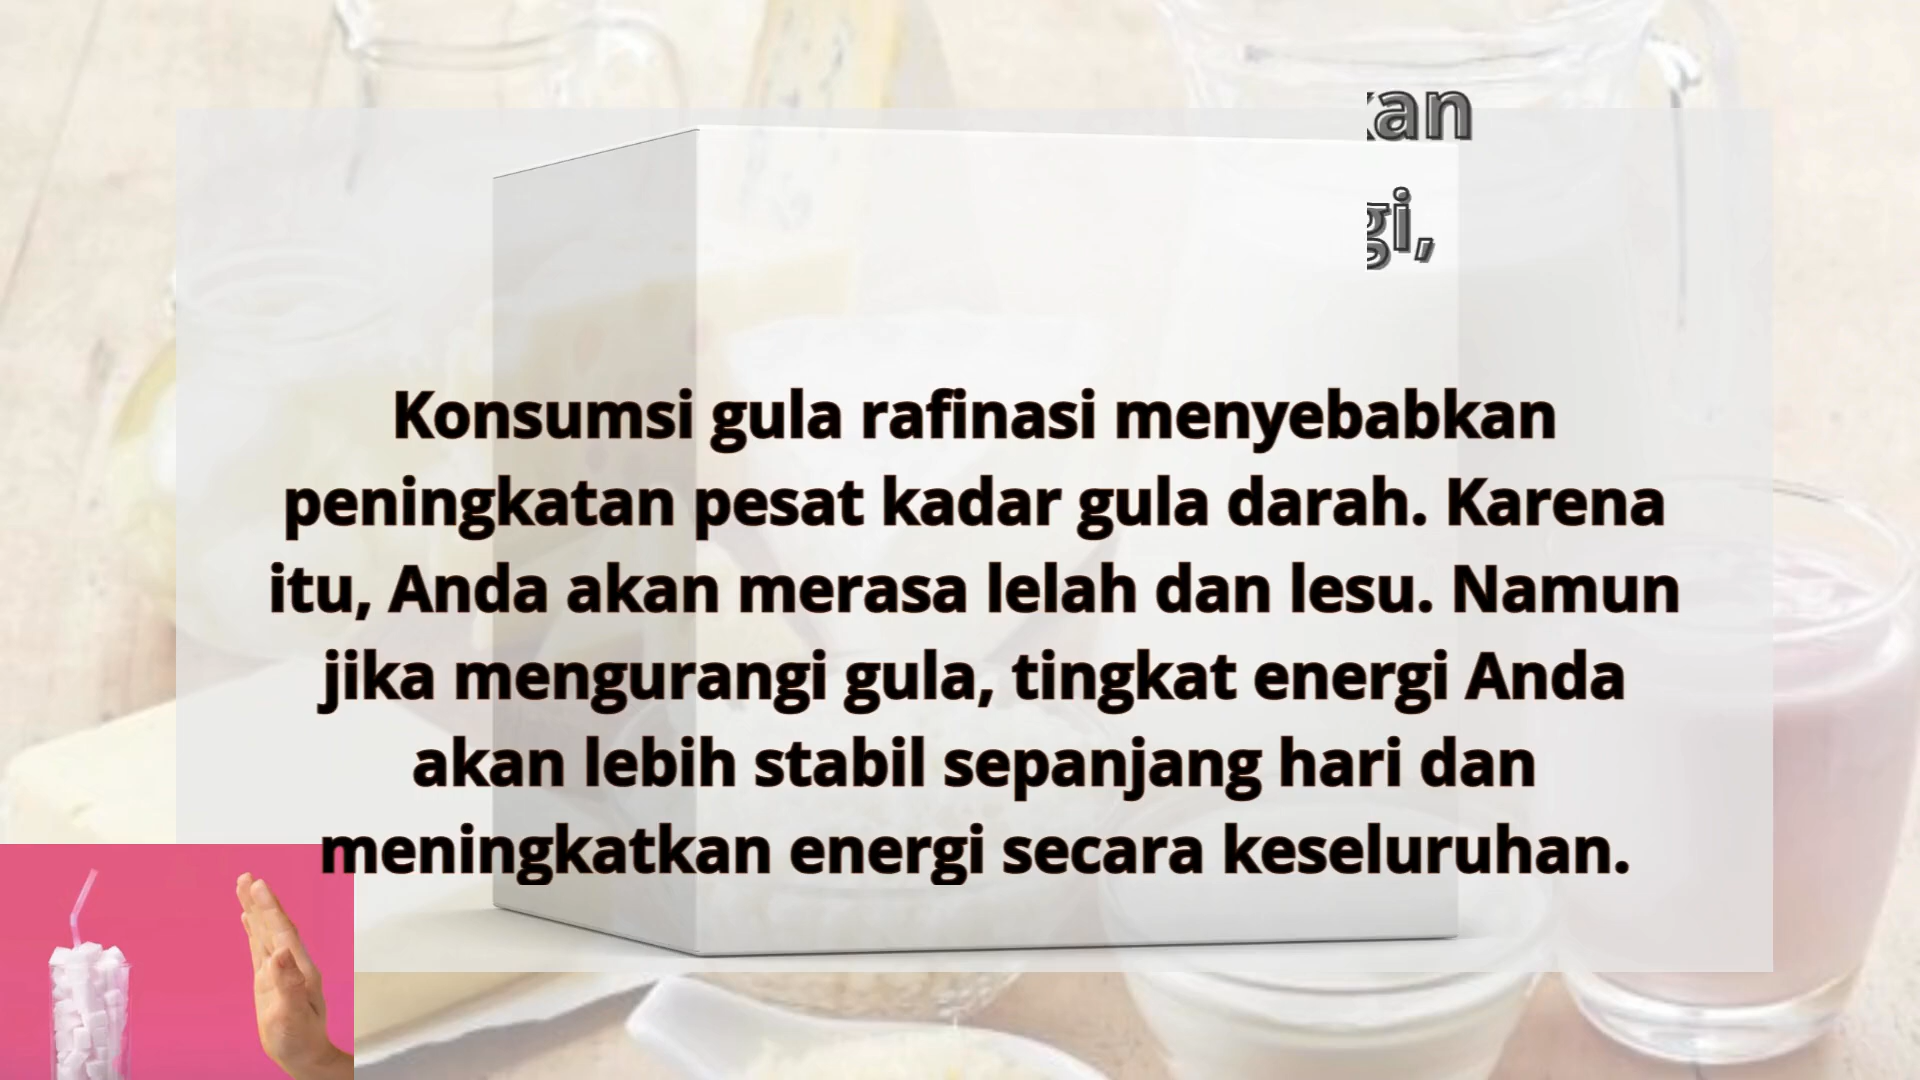 Konsumsi gula rafinasi menyebabkan
peningkatan pesat kadar gula darah. Karena
itu, Anda akan merasa lelah dan lesu. Namun
jika mengurangi gula, tingkat energi Anda
akan lebih stabil sepanjang hari dan
meningkatkan energi secara keseluruhan.